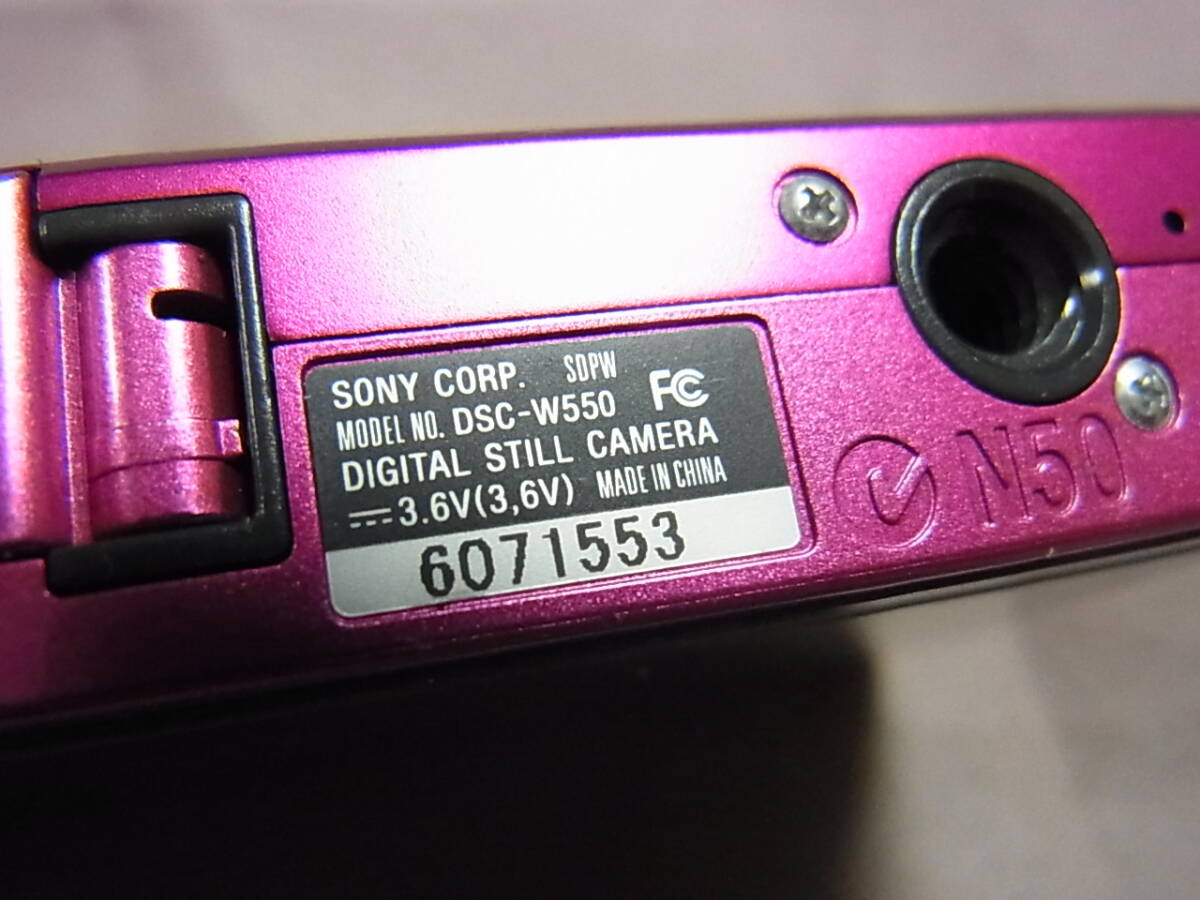 SONY CORP. SDPW
MODEL NO. DSC-W550 FC
DIGITAL STILL CAMERA
⎓ 3.6V(3,6V) MADE IN CHINA
6071553
N50